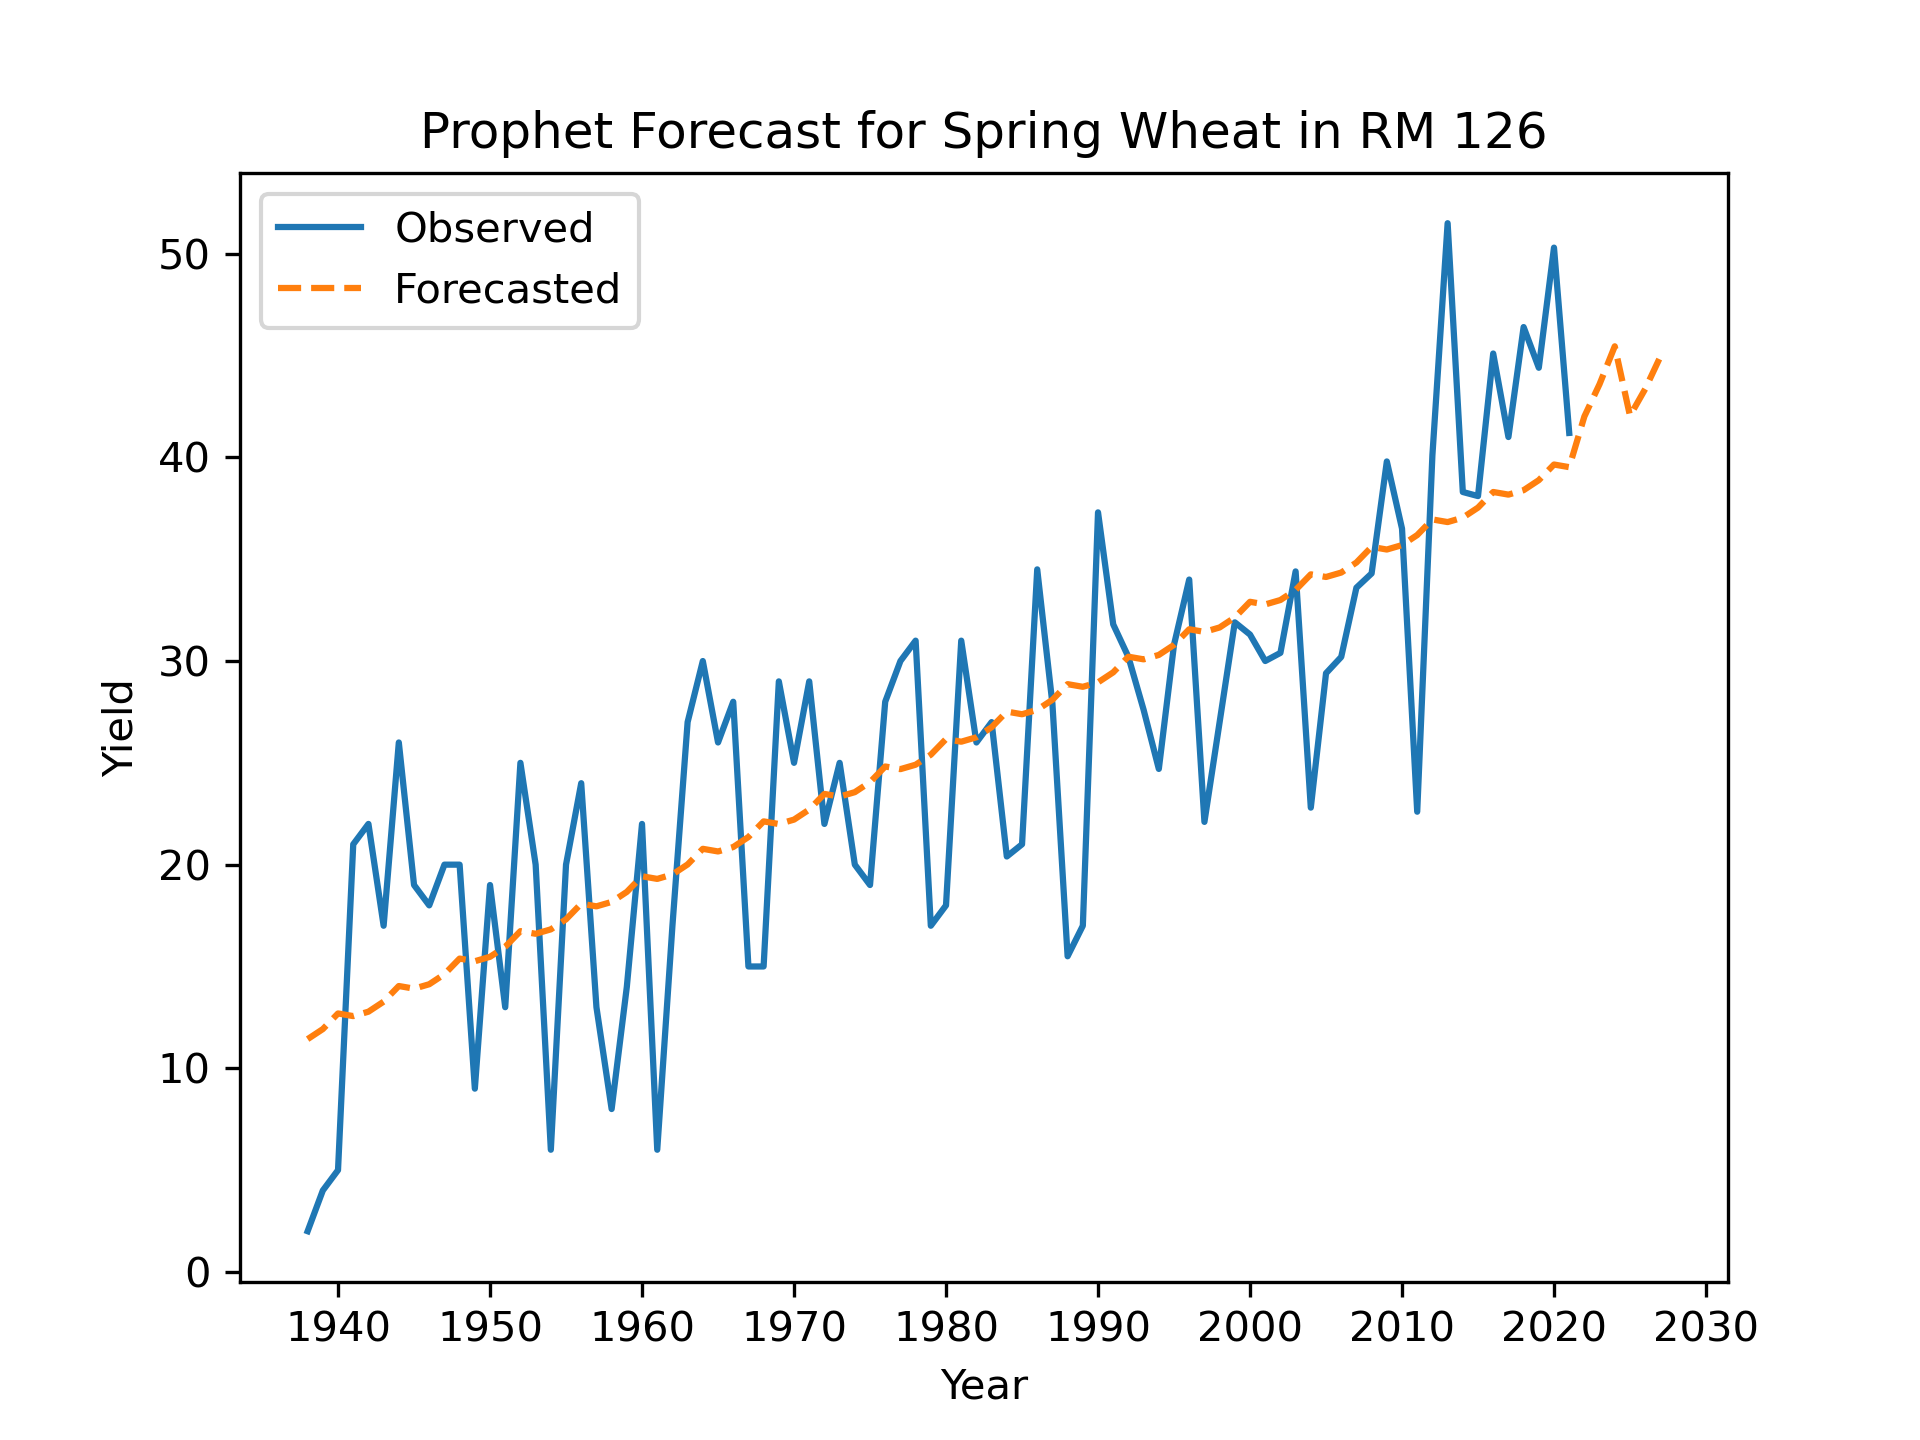 Prophet Forecast for Spring Wheat in RM 126
Observed
Forecasted
50
40
30
20
10
0
Yield
1940 1950 1960 1970 1980 1990 2000 2010 2020 2030
Year